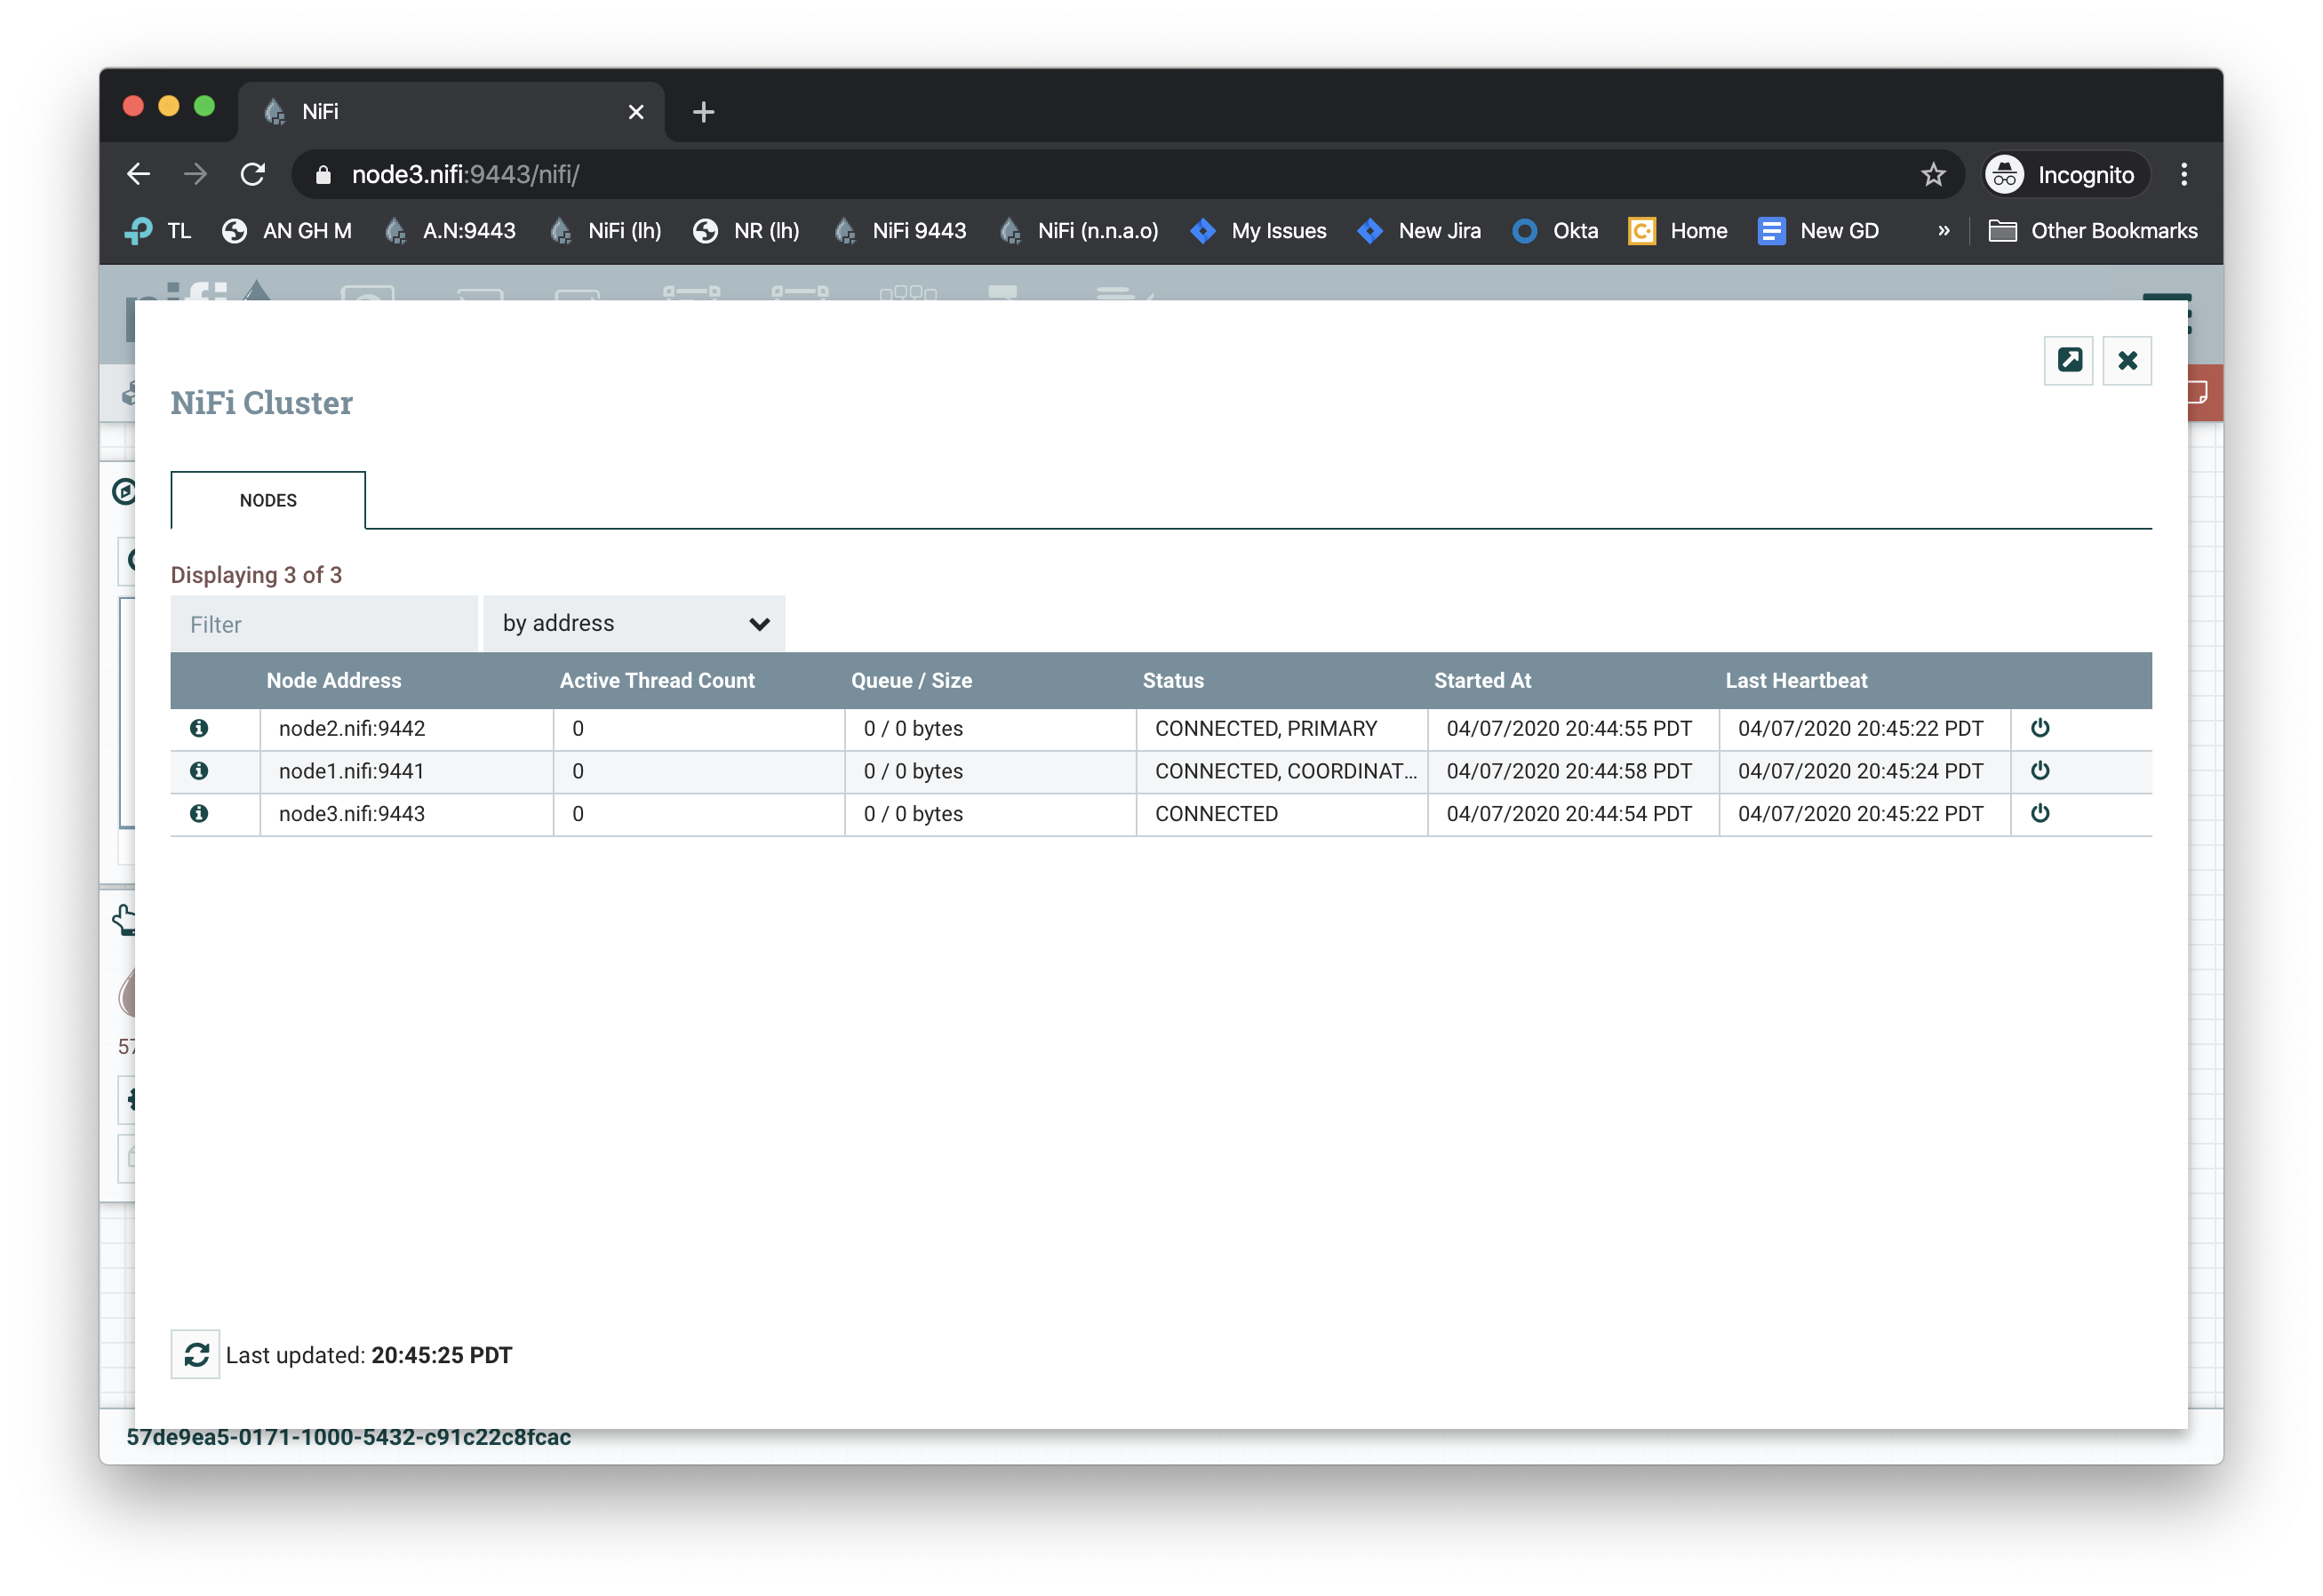 NiFi
node3.nifi:9443/nifi/
Incognito
TL AN GH M A.N:9443 NiFi (lh) NR (lh) NiFi 9443 NiFi (n.n.a.o) My Issues New Jira Okta Home New GD » Other Bookmarks
NiFi Cluster
NODES
Displaying 3 of 3
Filter by address
Node Address Active Thread Count Queue / Size Status Started At Last Heartbeat
node2.nifi:9442 0 0 / 0 bytes CONNECTED, PRIMARY 04/07/2020 20:44:55 PDT 04/07/2020 20:45:22 PDT
node1.nifi:9441 0 0 / 0 bytes CONNECTED, COORDINAT... 04/07/2020 20:44:58 PDT 04/07/2020 20:45:24 PDT
node3.nifi:9443 0 0 / 0 bytes CONNECTED 04/07/2020 20:44:54 PDT 04/07/2020 20:45:22 PDT
57
Last updated: 20:45:25 PDT
57de9ea5-0171-1000-5432-c91c22c8fcac